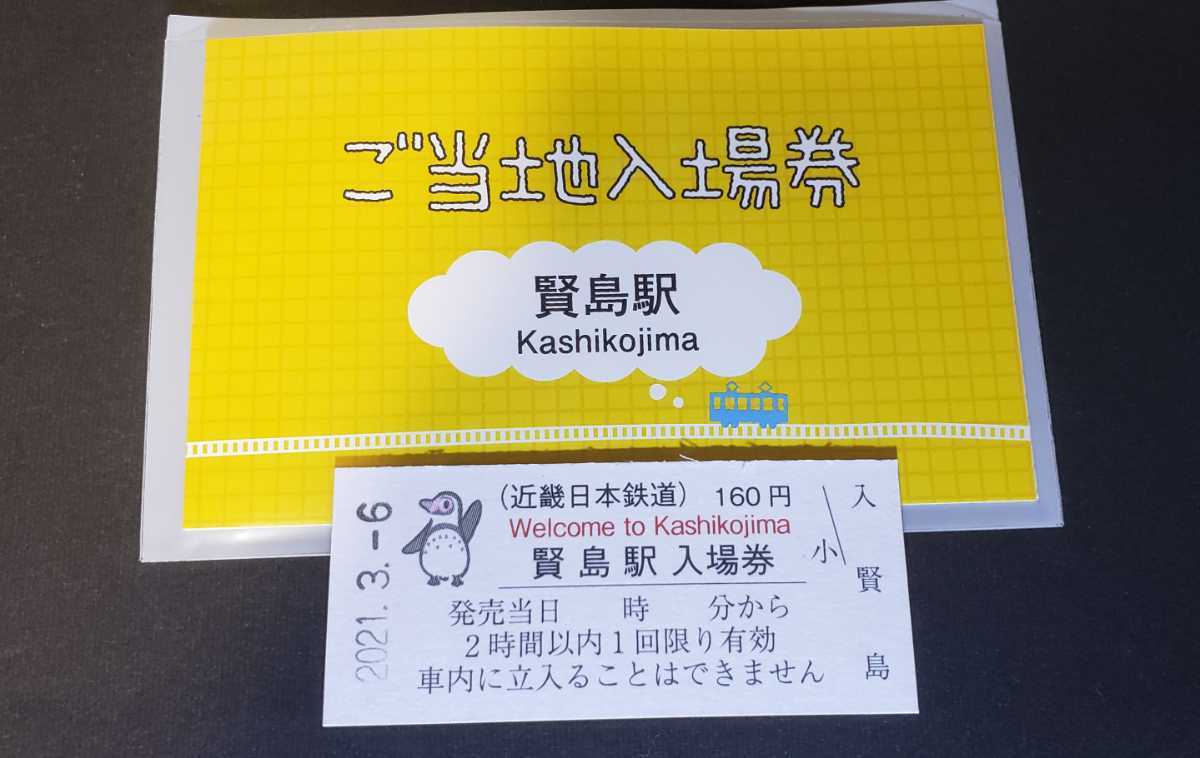 ご当地入場券
賢島駅
Kashikojima
2021.3.-6
(近畿日本鉄道) 160円
Welcome to Kashikojima
賢島駅 入場券
発売当日 時 分から
2時間以内1回限り有効
車内に立入ることはできません
小
入
賢
島